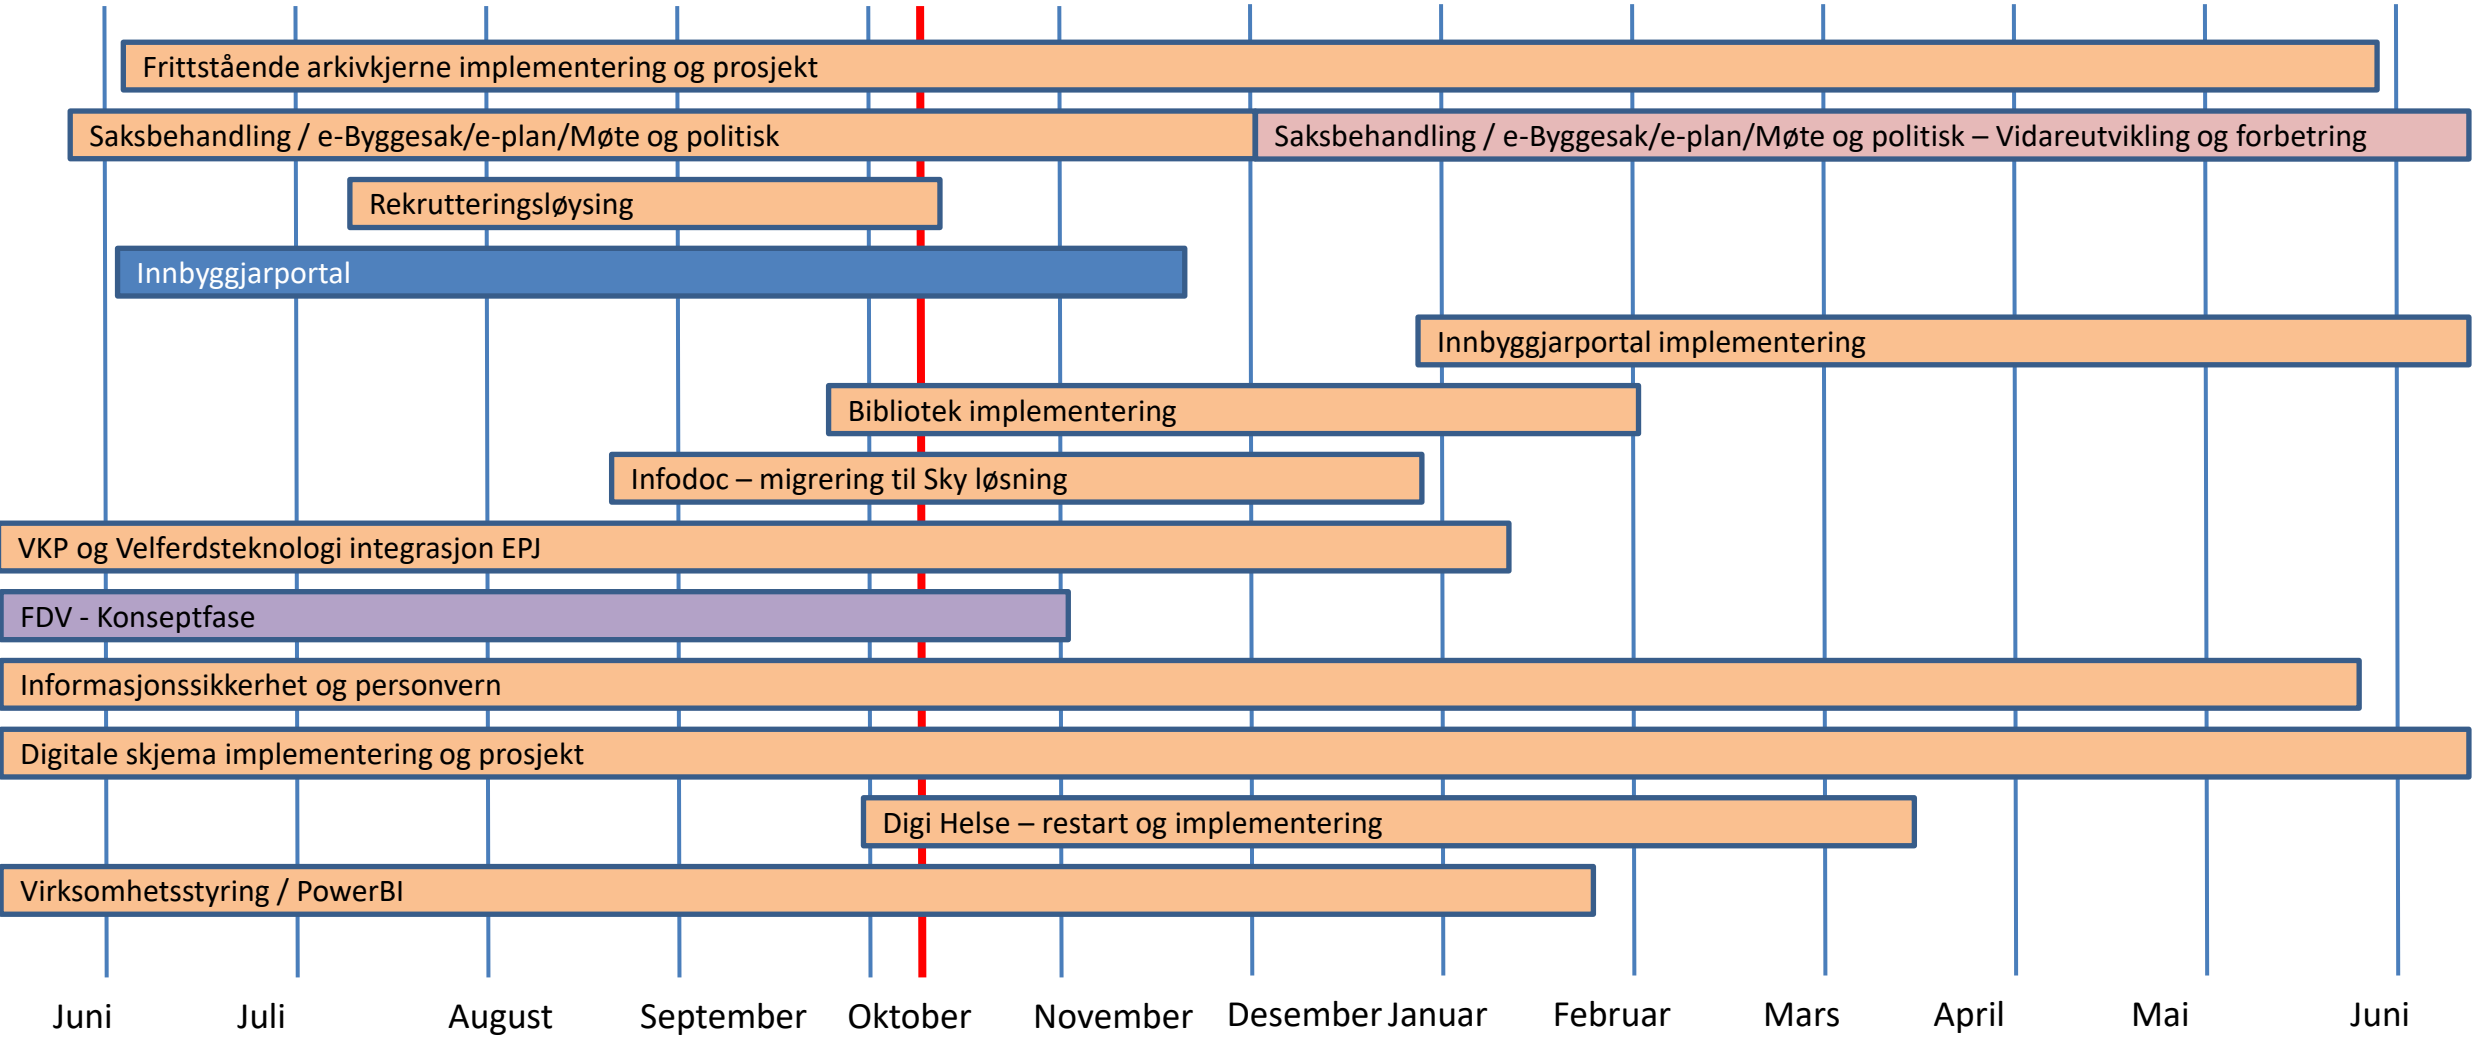 Frittstående arkivkjerne implementering og prosjekt
Saksbehandling / e-Byggesak/e-plan/Møte og politisk
Saksbehandling / e-Byggesak/e-plan/Møte og politisk – Vidareutvikling og forbetring
Rekrutteringsløysing
Innbyggjarportal
Innbyggjarportal implementering
Bibliotek implementering
Infodoc – migrering til Sky løsning
VKP og Velferdsteknologi integrasjon EPJ
FDV - Konseptfase
Informasjonssikkerhet og personvern
Digitale skjema implementering og prosjekt
Digi Helse – restart og implementering
Virksomhetsstyring / PowerBI
Juni Juli August September Oktober November Desember Januar Februar Mars April Mai Juni